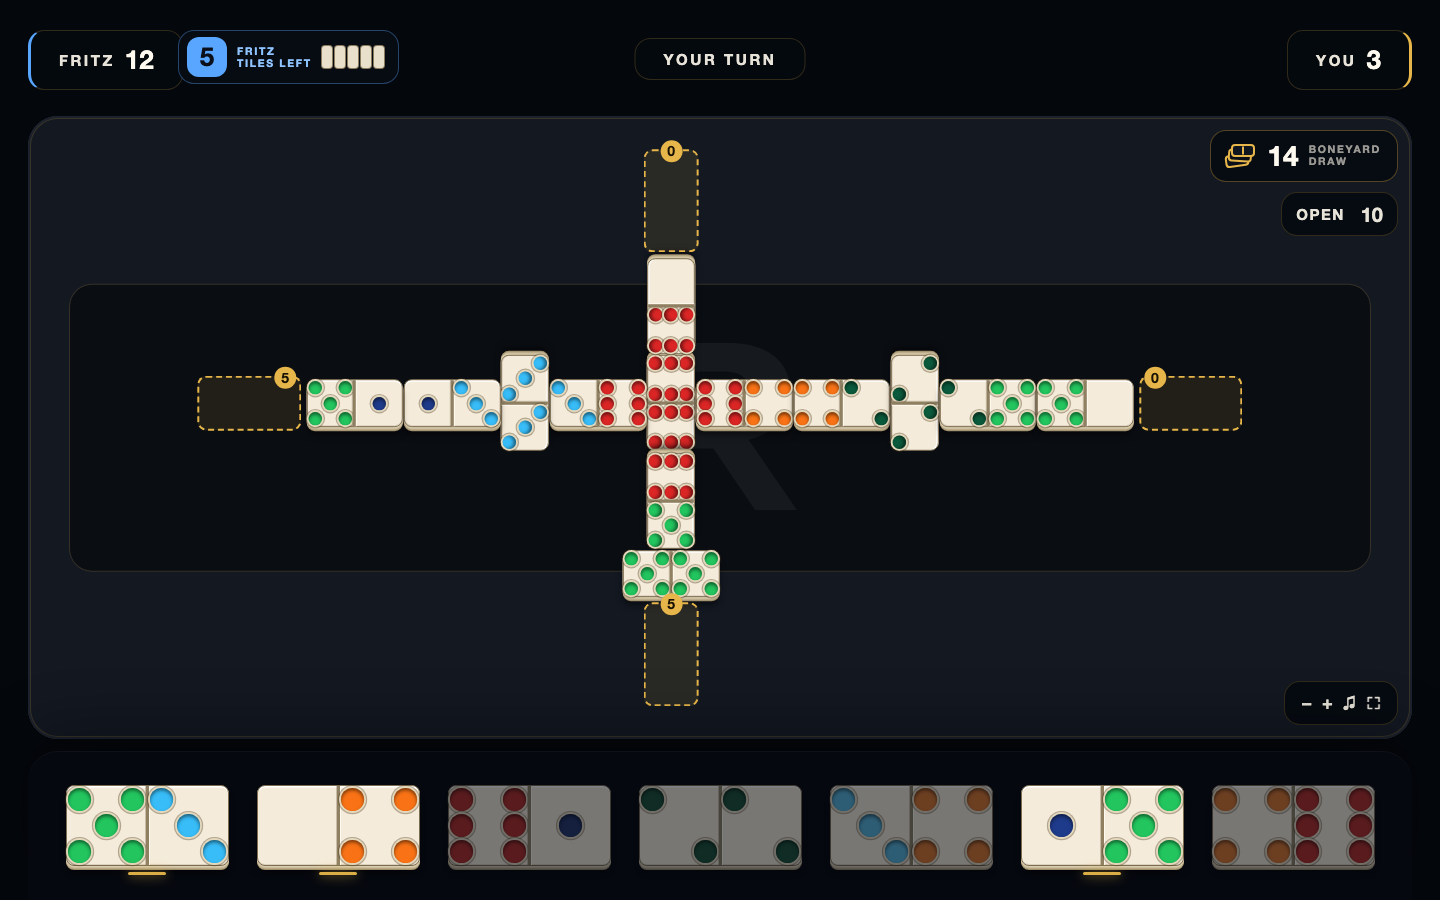 FRITZ 12
5 FRITZ
TILES LEFT
YOUR TURN
YOU 3
14 BONEYARD
DRAW
OPEN 10
0
5
0
R
5